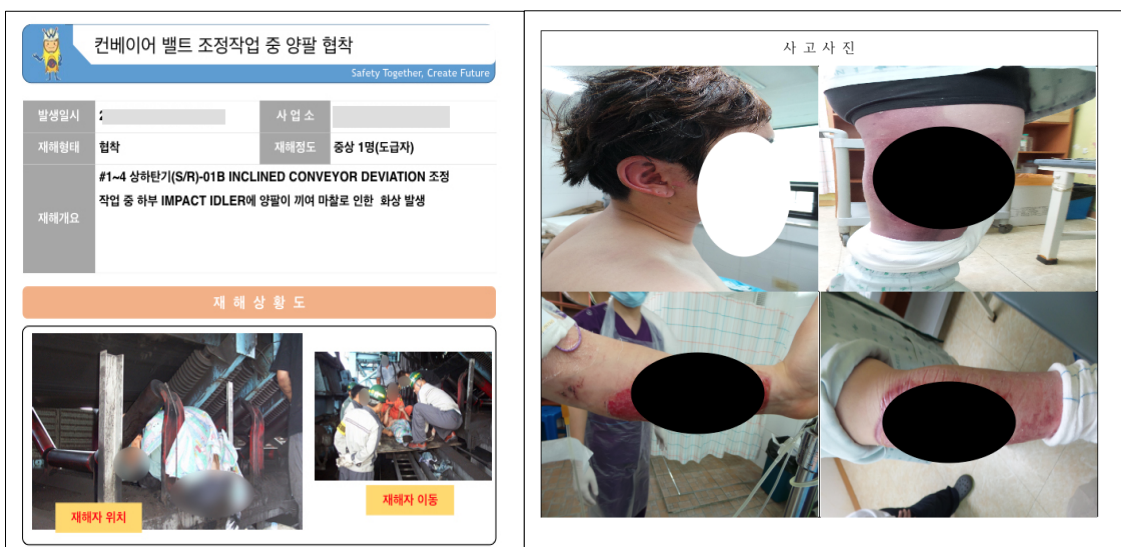 컨베이어 밸트 조정작업 중 양팔 협착
Safety Together, Create Future
발생일시
사 업 소
재해형태 협착 재해정도 중상 1명(도급자)
재해개요
#1~4 상하탄기(S/R)-01B INCLINED CONVEYOR DEVIATION 조정
작업 중 하부 IMPACT IDLER에 양팔이 끼여 마찰로 인한 화상 발생
재 해 상 황 도
재해자 위치
재해자 이동
사 고 사 진